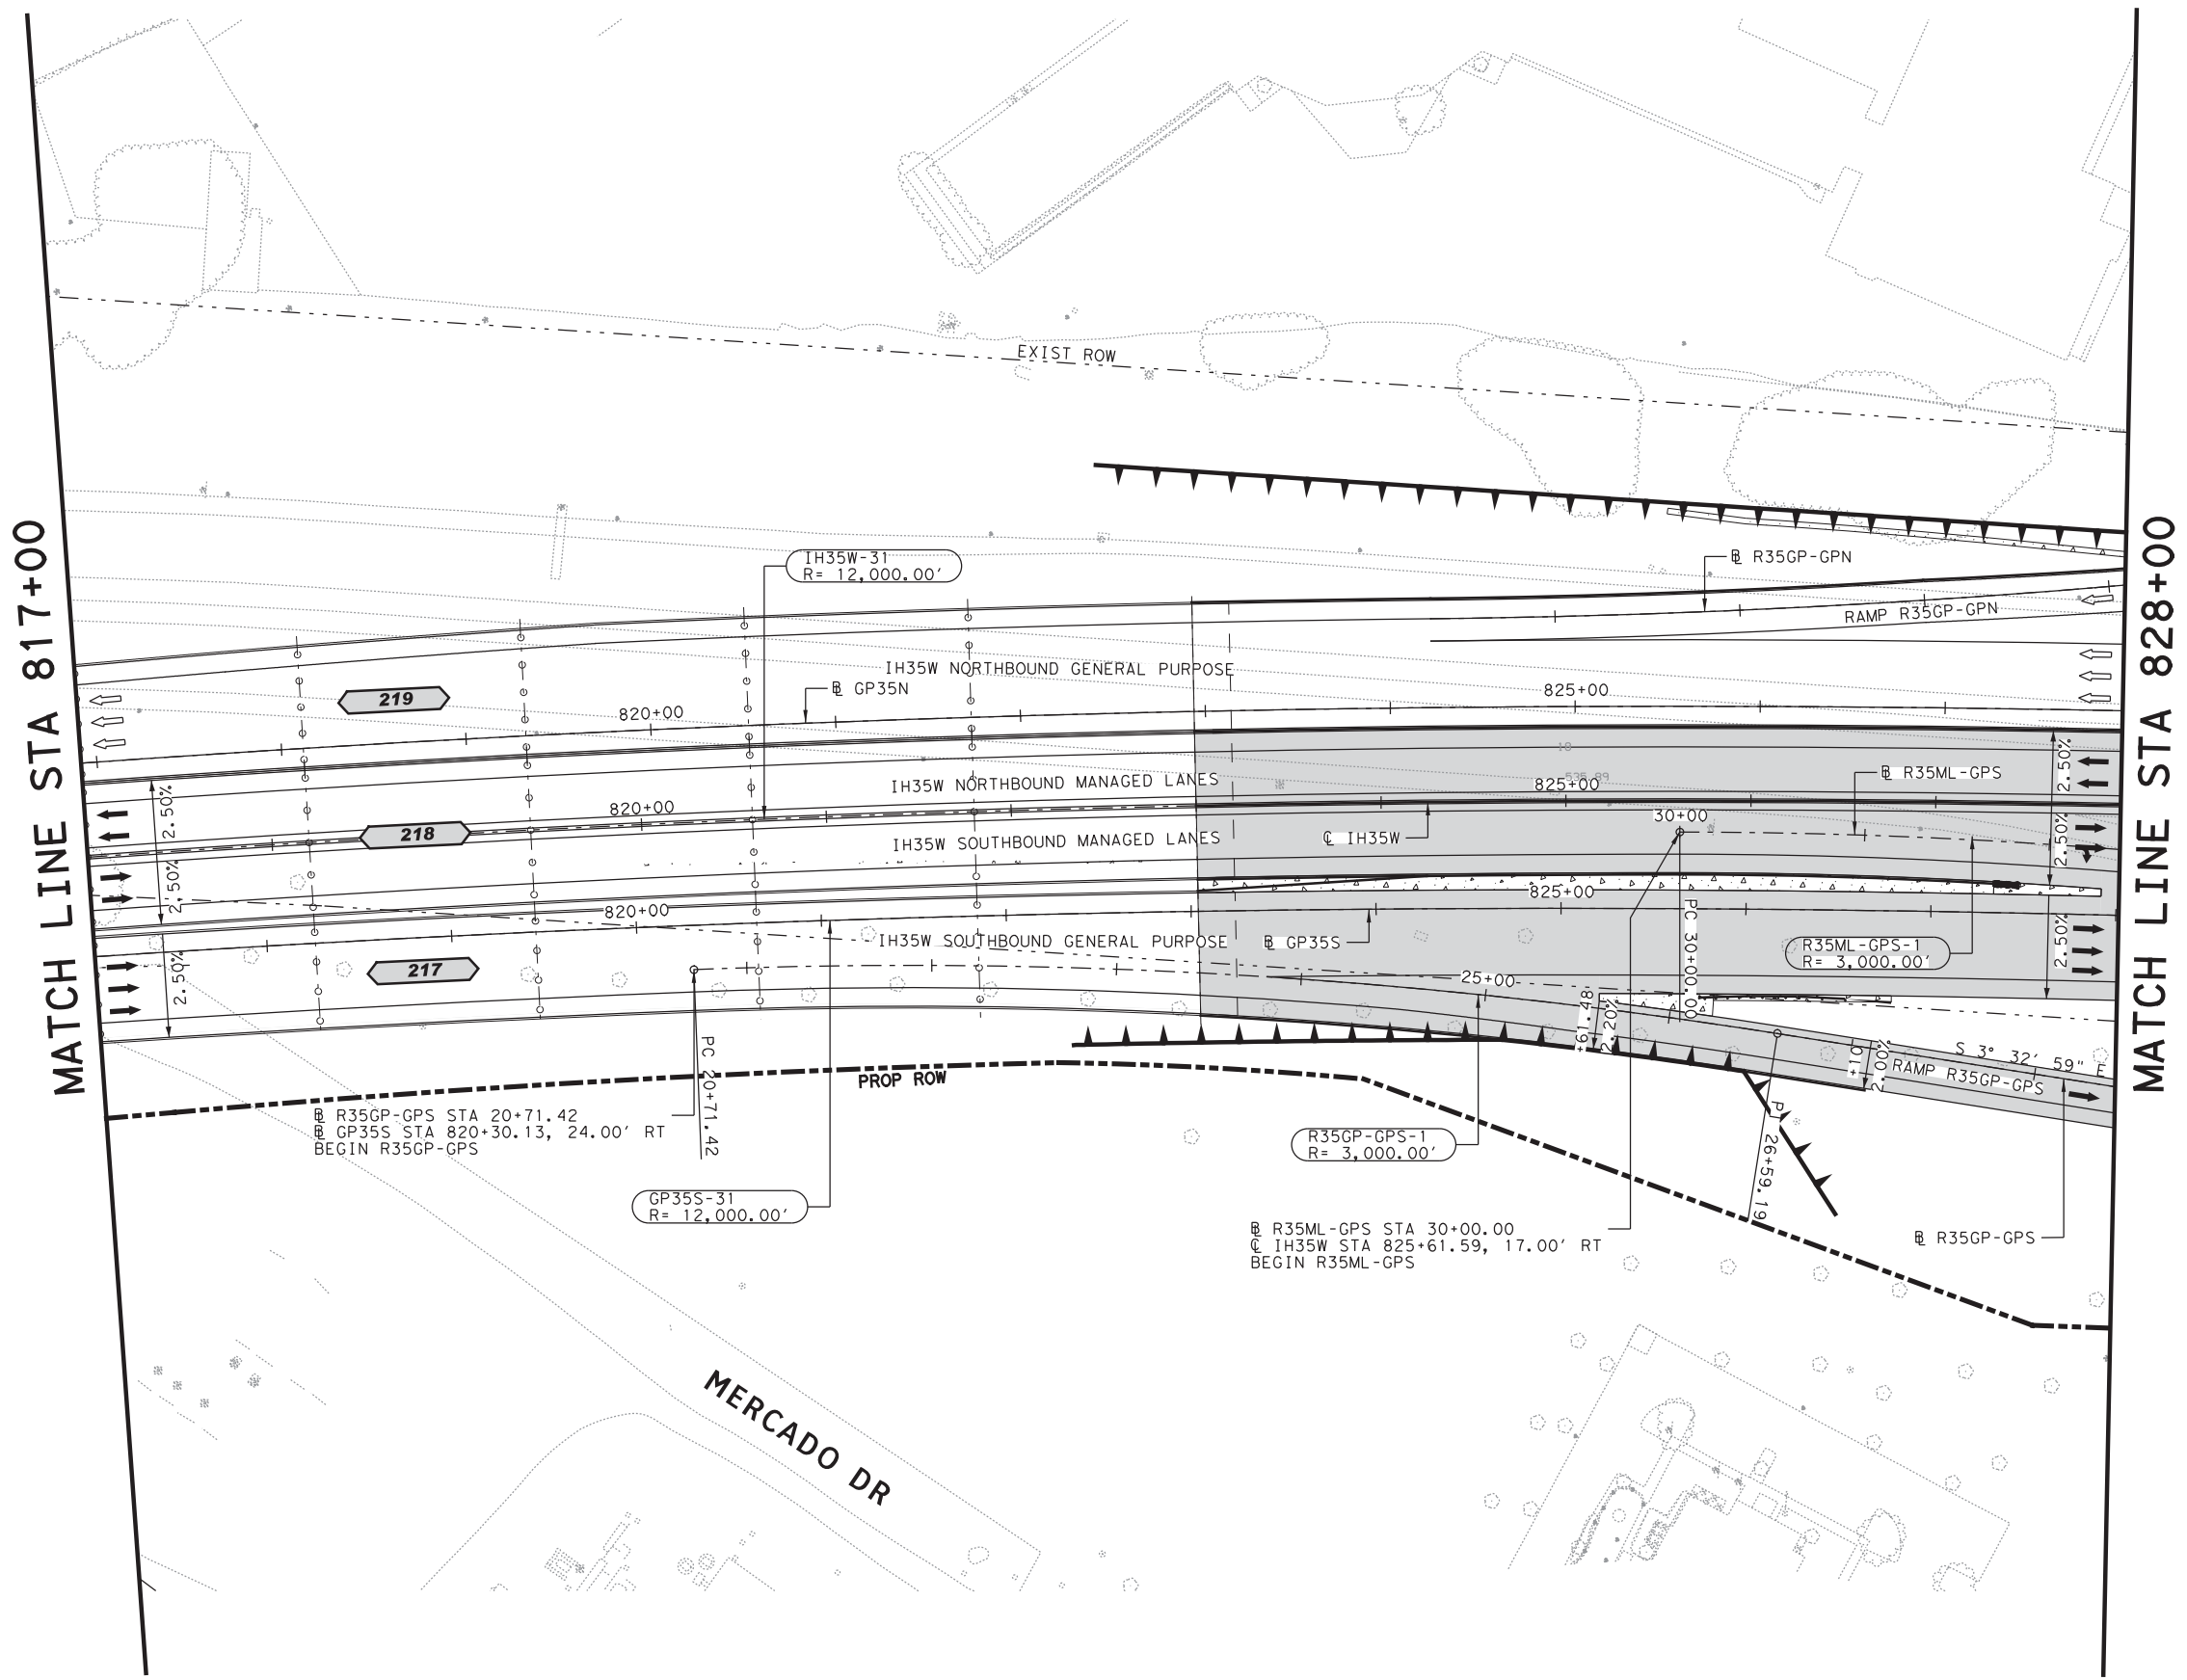 EXIST ROW
MATCH LINE STA 817+00
MATCH LINE STA 828+00
IH35W-31
R= 12,000.00'
℄ R35GP-GPN
RAMP R35GP-GPN
IH35W NORTHBOUND GENERAL PURPOSE
219
℄ GP35N
820+00
825+00
IH35W NORTHBOUND MANAGED LANES
2.50%
2.50%
825+00
℄ R35ML-GPS
820+00
30+00
218
IH35W SOUTHBOUND MANAGED LANES
℄ IH35W
2.50%
2.50%
820+00
825+00
PC 30+00.00
IH35W SOUTHBOUND GENERAL PURPOSE
℄ GP35S
R35ML-GPS-1
R= 3,000.00'
2.50%
2.50%
217
25+00
+61.48
2.20%
+10
2.00%
S 3° 32' 59" E
RAMP R35GP-GPS
PC 20+71.42
PROP ROW
℄ R35GP-GPS STA 20+71.42
℄ GP35S STA 820+30.13, 24.00' RT
BEGIN R35GP-GPS
R35GP-GPS-1
R= 3,000.00'
26+59.19
GP35S-31
R= 12,000.00'
℄ R35ML-GPS STA 30+00.00
℄ IH35W STA 825+61.59, 17.00' RT
BEGIN R35ML-GPS
℄ R35GP-GPS
MERCADO DR